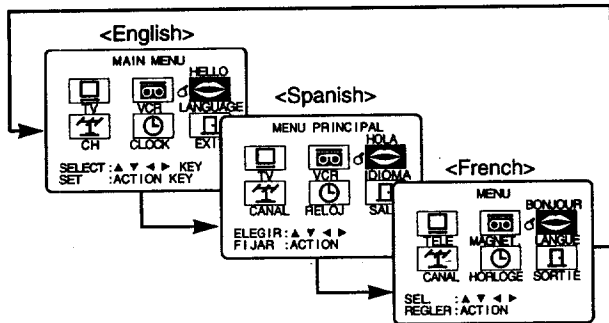 <English>
MAIN MENU
HELLO
TV VCR LANGUAGE
CH CLOCK EXIT
SELECT :▲ ▼ ◄ ► KEY
SET :ACTION KEY
<Spanish>
MENU PRINCIPAL
HOLA
TV VCR IDIOMA
CANAL RELOJ SAL
ELEGIR:▲ ▼ ◄ ►
FIJAR :ACTION
<French>
MENU
BONJOUR
TELE MAGNET. LANGUE
CANAL HORLOGE SORTIE
SEL. :▲ ▼ ◄ ►
REGLER:ACTION